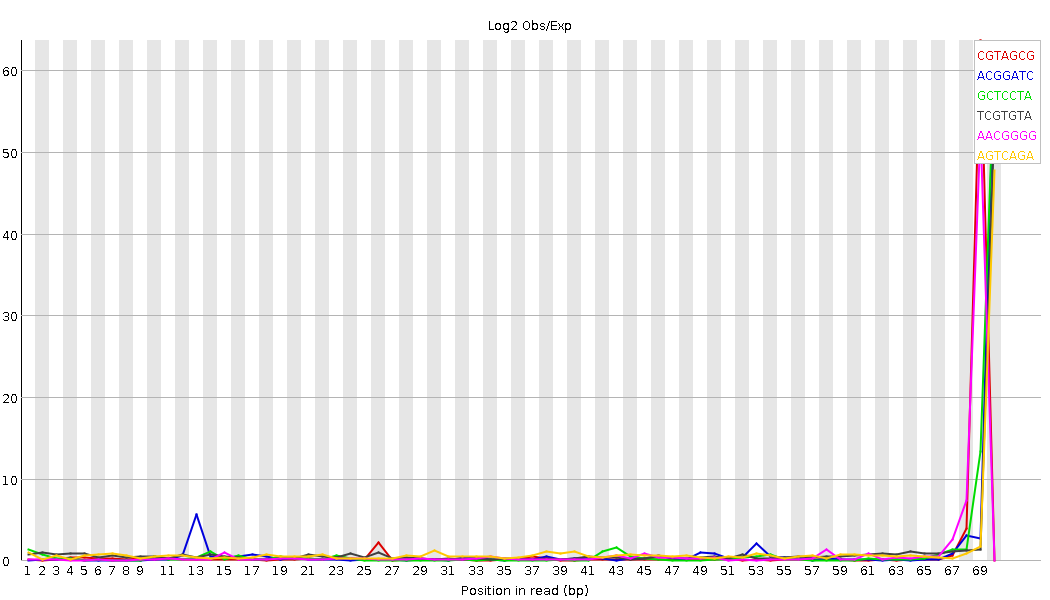 Log2 Obs/Exp
60
50
40
30
20
10
0
CGTAGCG
ACGGATC
GCTCCTA
TCGTGTA
AACGGGG
AGTCAGA
1 2 3 4 5 6 7 8 9 11 13 15 17 19 21 23 25 27 29 31 33 35 37 39 41 43 45 47 49 51 53 55 57 59 61 63 65 67 69
Position in read (bp)